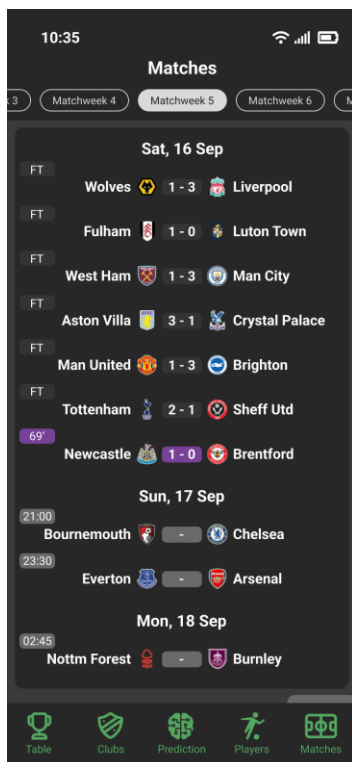 10:35
Matches
k 3 Matchweek 4 Matchweek 5 Matchweek 6 M
Sat, 16 Sep
FT
Wolves 1 - 3 Liverpool
FT
Fulham 1 - 0 Luton Town
FT
West Ham 1 - 3 Man City
FT
Aston Villa 3 - 1 Crystal Palace
FT
Man United 1 - 3 Brighton
FT
Tottenham 2 - 1 Sheff Utd
69'
Newcastle 1 - 0 Brentford
Sun, 17 Sep
21:00
Bournemouth - Chelsea
23:30
Everton - Arsenal
Mon, 18 Sep
02:45
Nottm Forest - Burnley
Table Clubs Prediction Players Matches